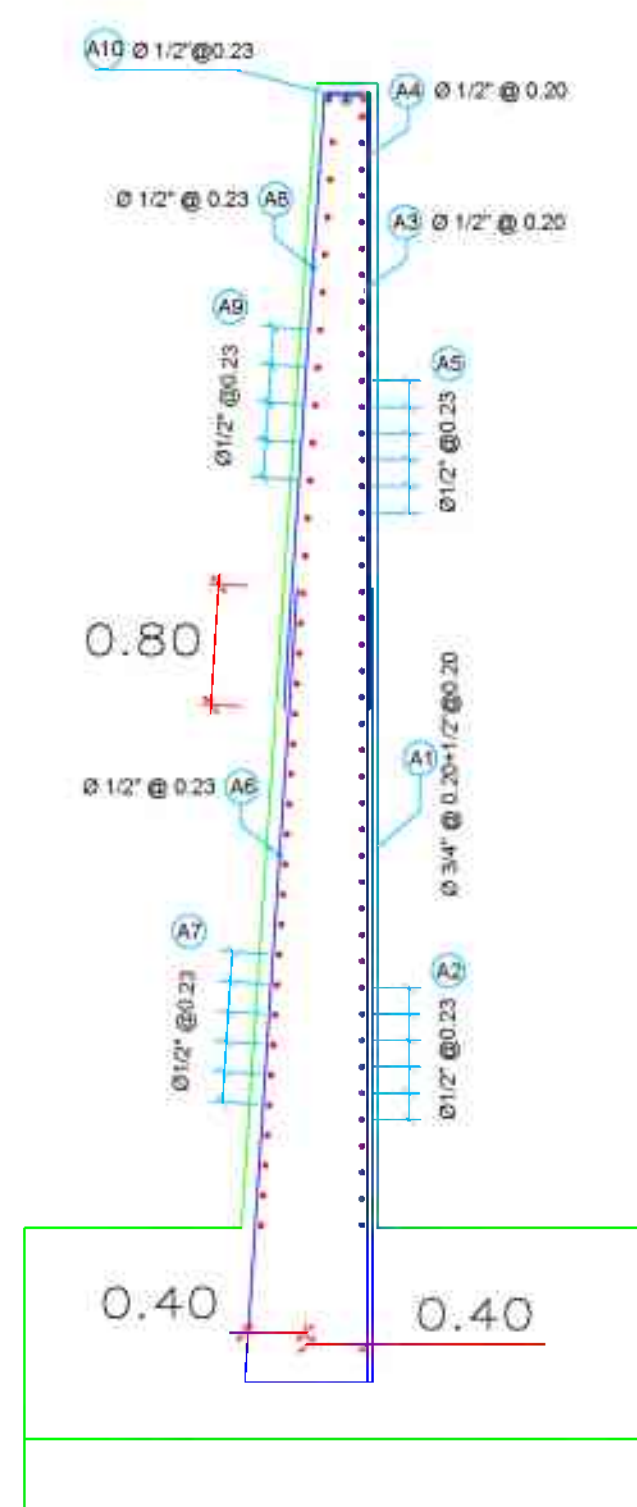 A10 Ø 1/2"@0.23
A4 Ø 1/2" @ 0.20
Ø 1/2" @ 0.23 A8
A3 Ø 1/2" @ 0.20
A9
Ø1/2" @0.23
A5
Ø1/2" @0.23
0.80
A1
Ø 3/4" @ 0.20+1/2"@0.20
Ø 1/2" @ 0.23 A6
A7
Ø1/2" @0.23
A2
Ø1/2" @0.23
0.40
0.40